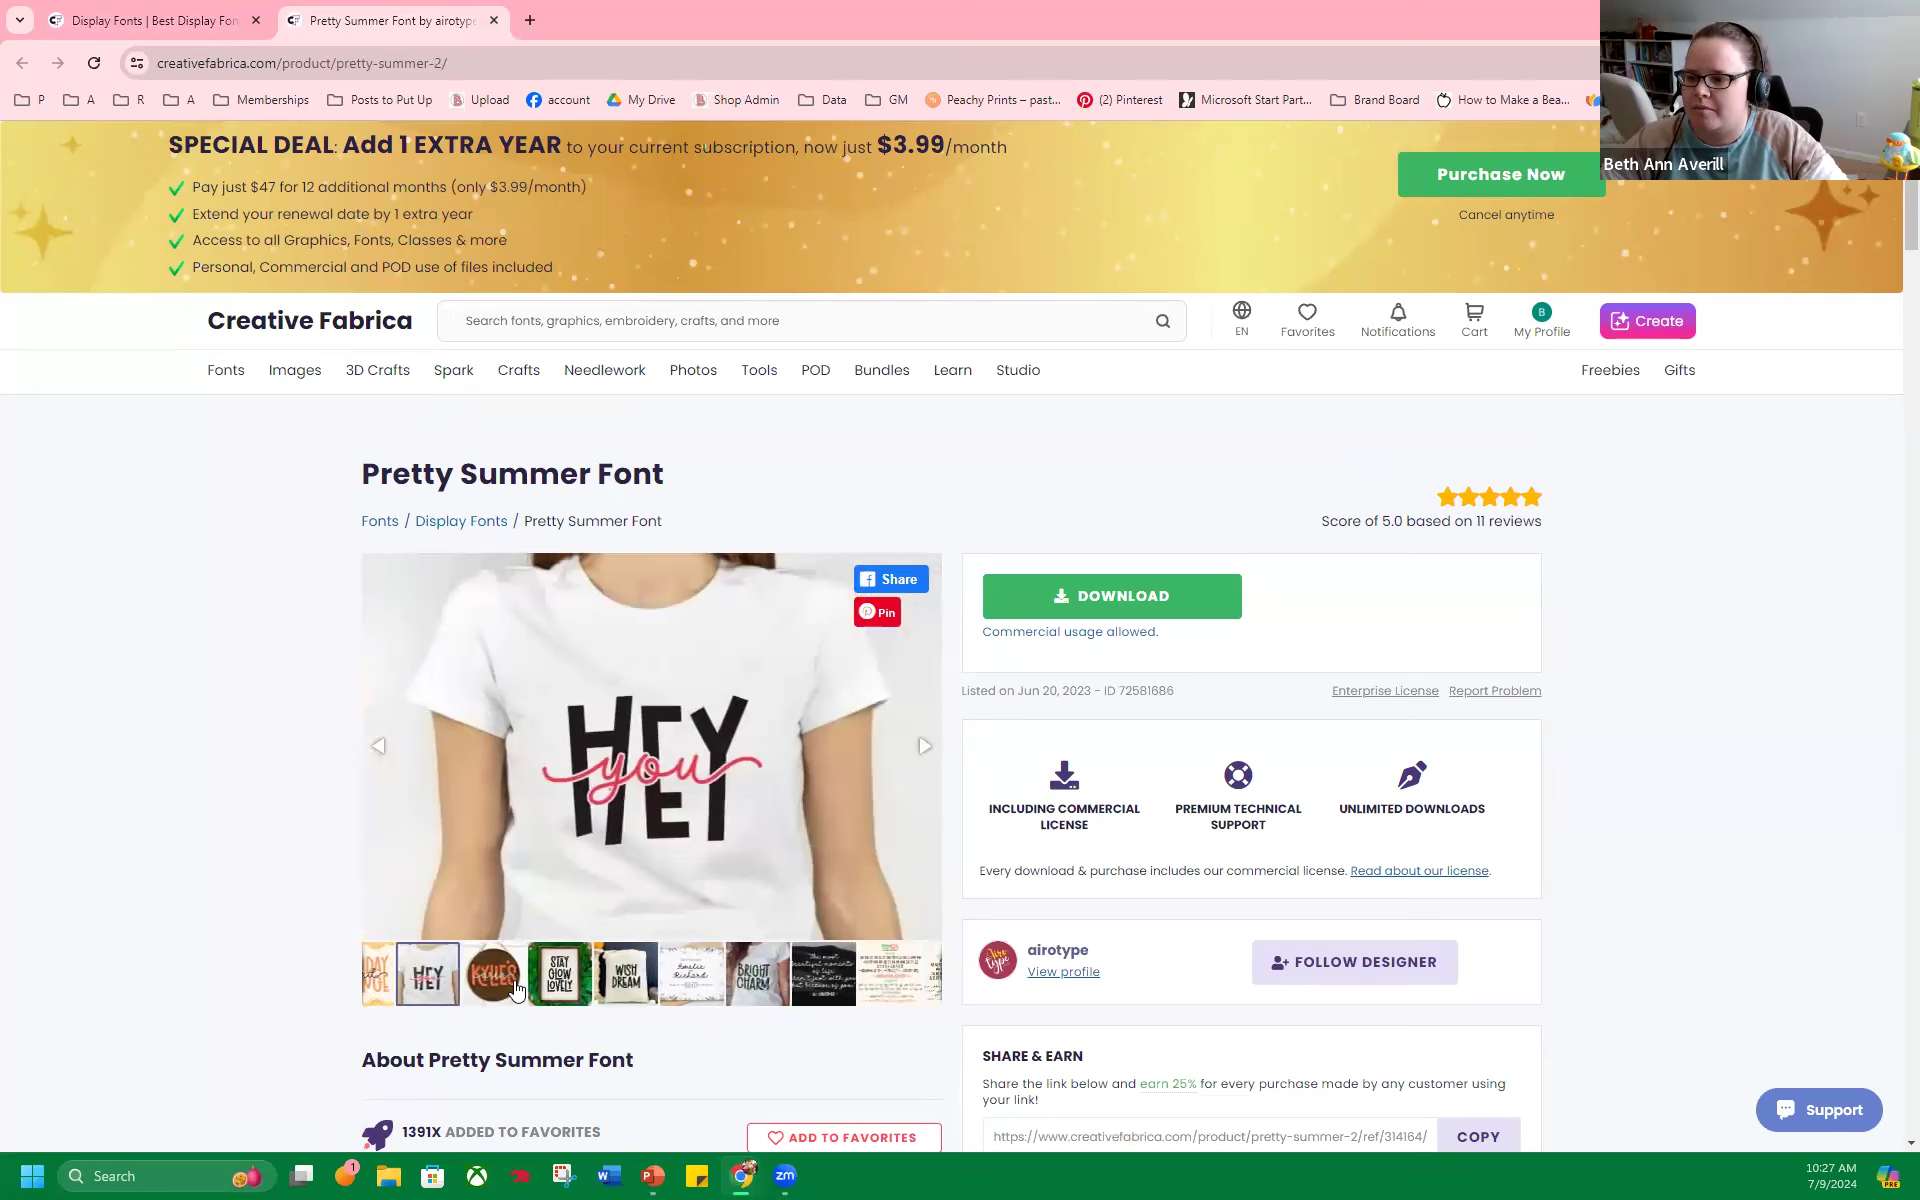 Display Fonts | Best Display Fon
Pretty Summer Font by airotype
creativefabrica.com/product/pretty-summer-2/
P
A
R
A
Memberships
Posts to Put Up
Upload
account
My Drive
Shop Admin
Data
GM
Peachy Prints – past...
(2) Pinterest
Microsoft Start Part...
Brand Board
How to Make a Bea...
Beth Ann Averill
SPECIAL DEAL: Add 1 EXTRA YEAR to your current subscription, now just $3.99/month
Pay just $47 for 12 additional months (only $3.99/month)
Extend your renewal date by 1 extra year
Access to all Graphics, Fonts, Classes & more
Personal, Commercial and POD use of files included
Purchase Now
Cancel anytime
Creative Fabrica
Search fonts, graphics, embroidery, crafts, and more
EN
Favorites
Notifications
Cart
B
My Profile
Create
Fonts
Images
3D Crafts
Spark
Crafts
Needlework
Photos
Tools
POD
Bundles
Learn
Studio
Freebies
Gifts
Pretty Summer Font
Fonts / Display Fonts / Pretty Summer Font
Score of 5.0 based on 11 reviews
Share
Pin
HEY
you
HEY
DOWNLOAD
Commercial usage allowed.
Listed on Jun 20, 2023 - ID 72581686
Enterprise License
Report Problem
INCLUDING COMMERCIAL
LICENSE
PREMIUM TECHNICAL
SUPPORT
UNLIMITED DOWNLOADS
Every download & purchase includes our commercial license. Read about our license.
airotype
View profile
FOLLOW DESIGNER
HEY
KYLE'S
STAY
GLOW
LOVELY
WISH
DREAM
Amelie
Richard
BRIGHT
CHARM
About Pretty Summer Font
1391X ADDED TO FAVORITES
ADD TO FAVORITES
SHARE & EARN
Share the link below and earn 25% for every purchase made by any customer using
your link!
https://www.creativefabrica.com/product/pretty-summer-2/ref/314164/
COPY
Support
Search
1
zm
10:27 AM
7/9/2024
PRE